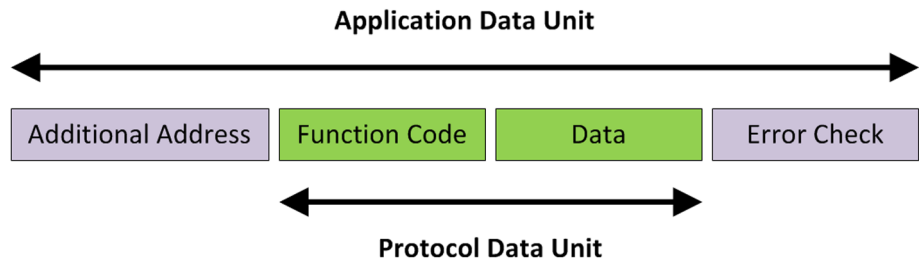 Application Data Unit
Additional Address Function Code Data Error Check
Protocol Data Unit